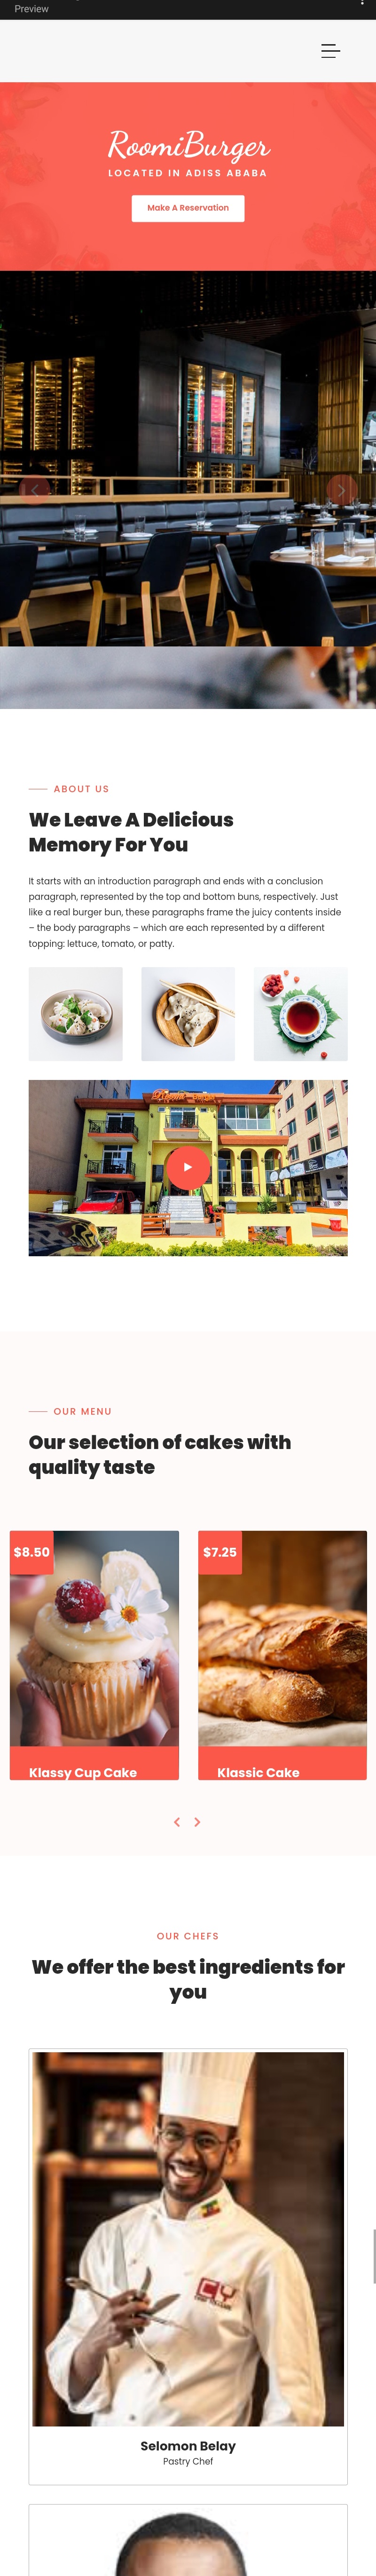 Preview
RoomiBurger
LOCATED IN ADISS ABABA
Make A Reservation
ABOUT US
We Leave A Delicious
Memory For You
It starts with an introduction paragraph and ends with a conclusion
paragraph, represented by the top and bottom buns, respectively. Just
like a real burger bun, these paragraphs frame the juicy contents inside
– the body paragraphs – which are each represented by a different
topping: lettuce, tomato, or patty.
OUR MENU
Our selection of cakes with
quality taste
$8.50
$7.25
Klassy Cup Cake
Klassic Cake
OUR CHEFS
We offer the best ingredients for
you
CY
Selomon Belay
Pastry Chef